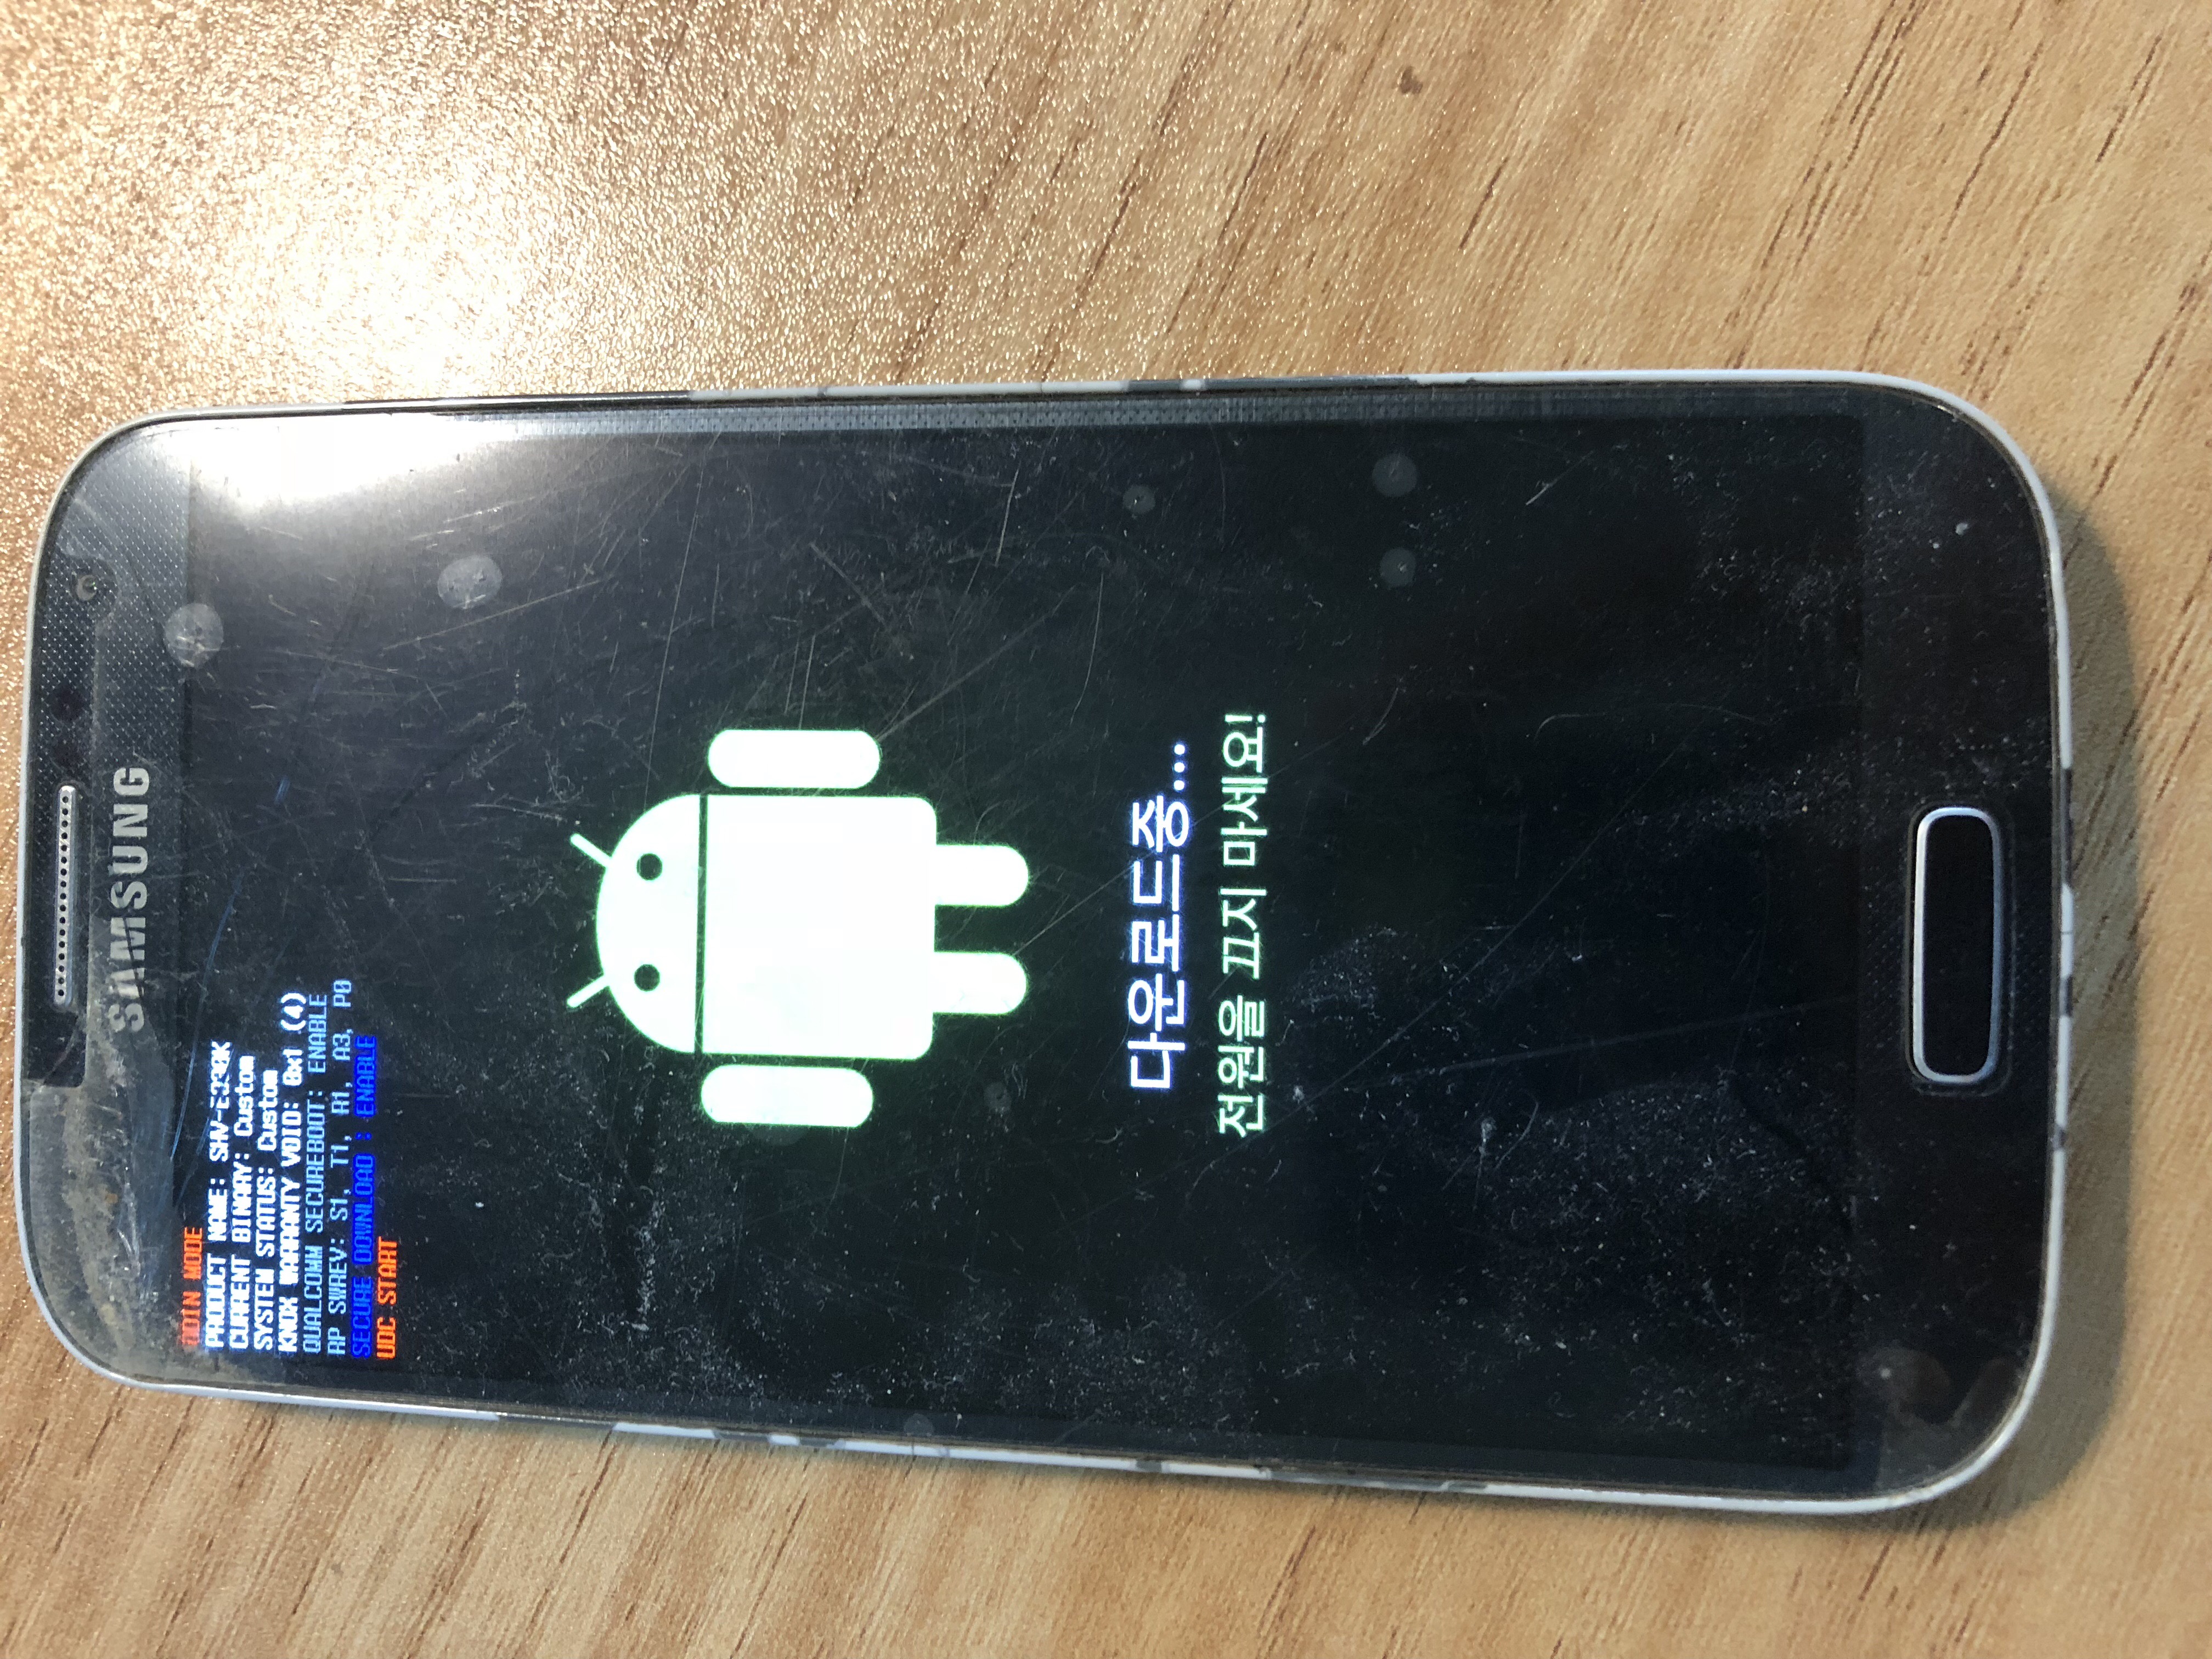 SAMSUNG
ODIN MODE
PRODUCT NAME: SHV-E330K
CURRENT BINARY: Custom
SYSTEM STATUS: Custom
KNOX WARRANTY VOID: 0x1 (4)
QUALCOMM SECUREBOOT: ENABLE
RP SWREV: S1, T1, R1, A3, P0
SECURE DOWNLOAD : ENABLE
UDC START
다운로드중...
전원을 끄지 마세요!